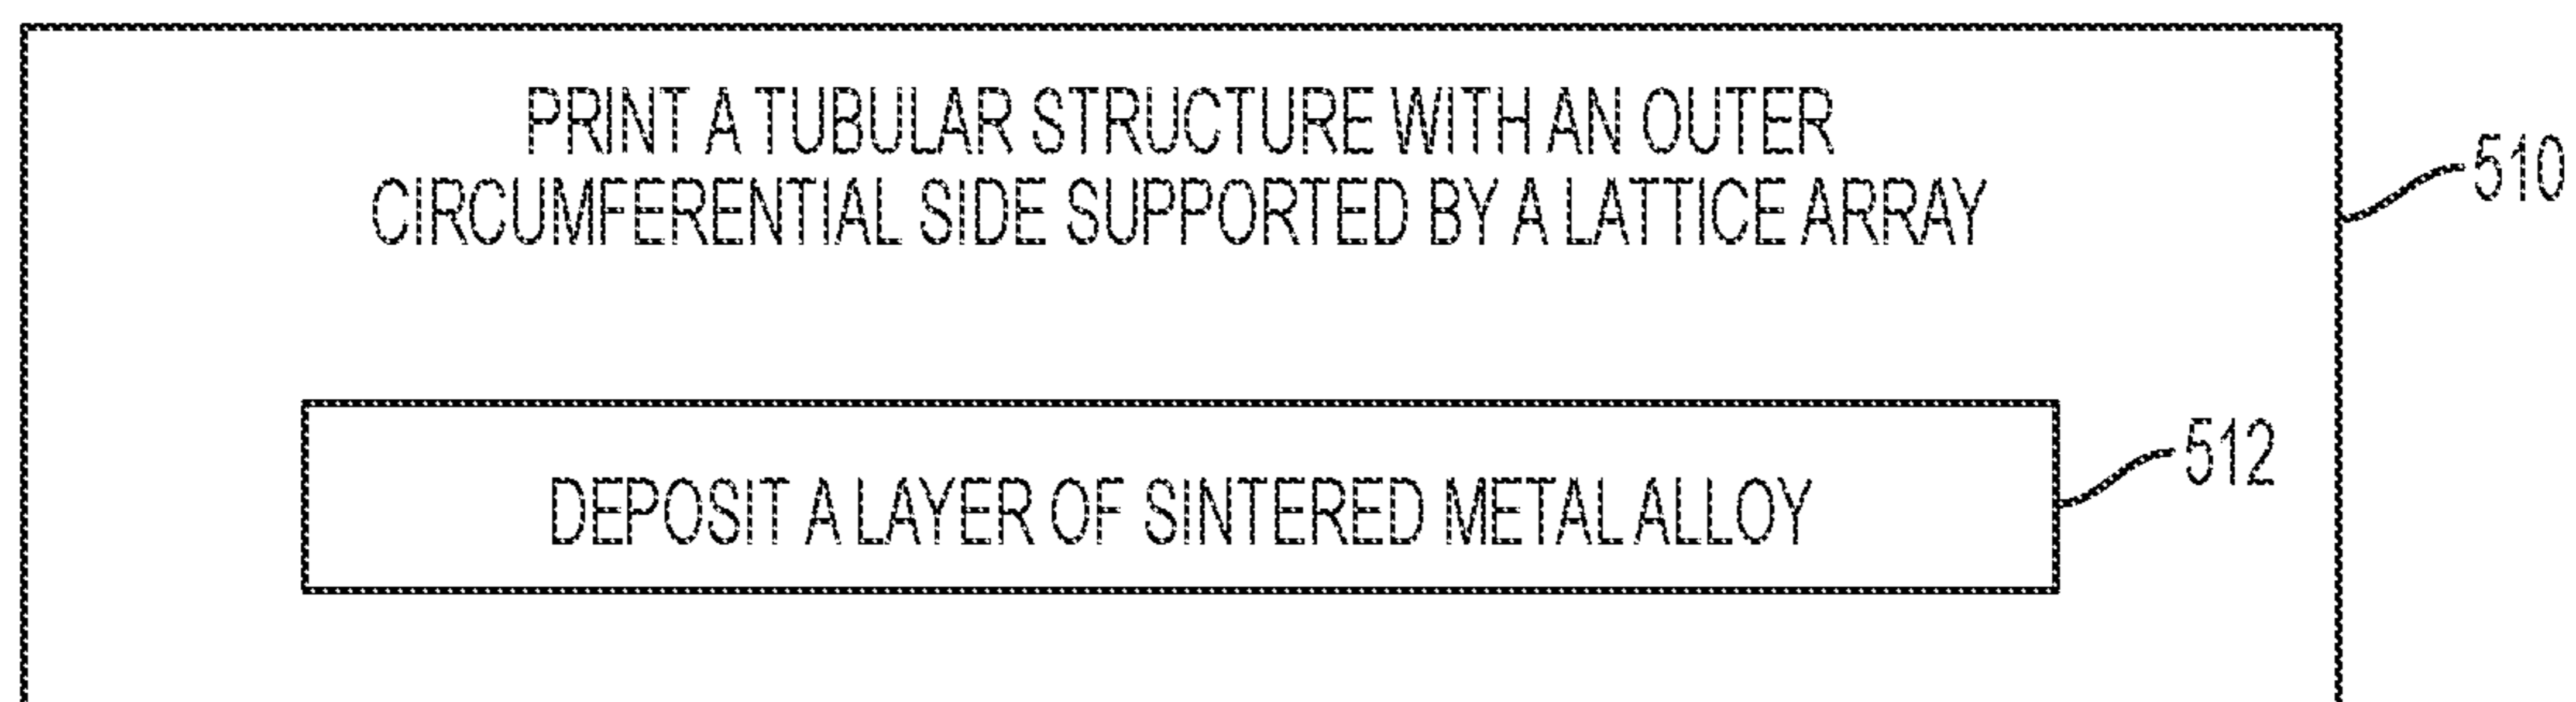 PRINT A TUBULAR STRUCTURE WITH AN OUTER
CIRCUMFERENTIAL SIDE SUPPORTED BY A LATTICE ARRAY
510
DEPOSIT A LAYER OF SINTERED METAL ALLOY
512